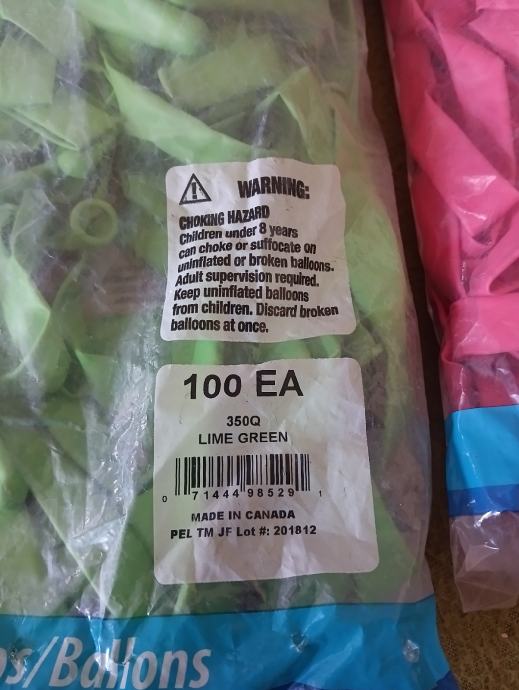 WARNING:
CHOKING HAZARD
Children under 8 years
can choke or suffocate on
uninflated or broken balloons.
Adult supervision required.
Keep uninflated balloons
from children. Discard broken
balloons at once.
100 EA
350Q
LIME GREEN
0 71444 98529 1
MADE IN CANADA
PEL TM JF Lot #: 201812
os/Ballons